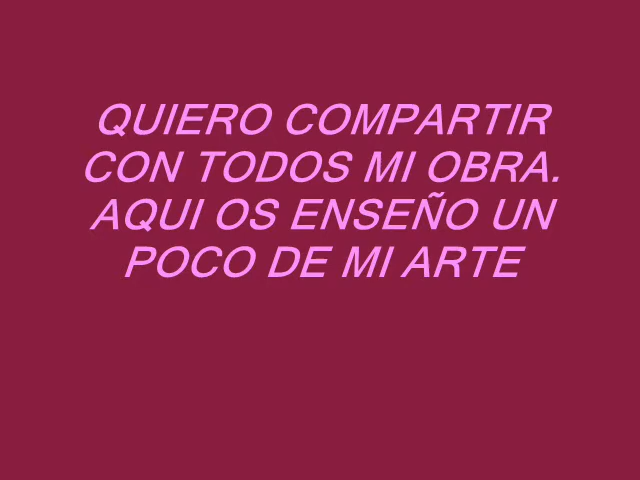 QUIERO COMPARTIR
CON TODOS MI OBRA.
AQUI OS ENSEÑO UN
POCO DE MI ARTE